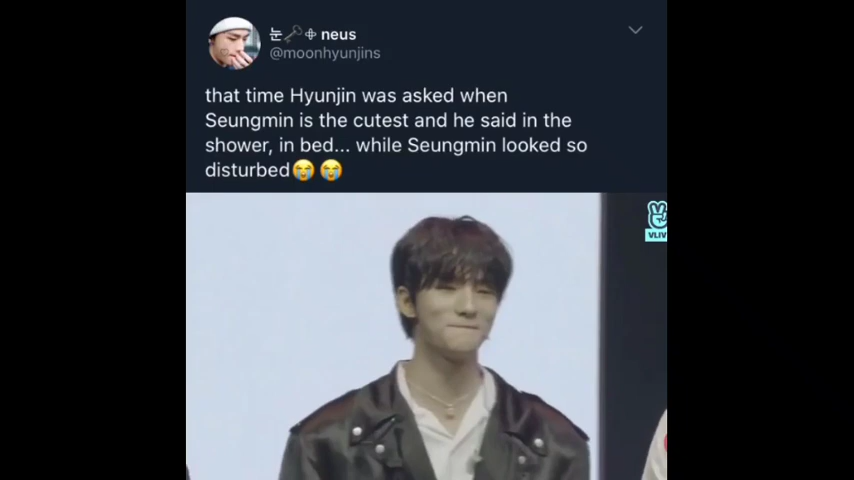 눈🗝️⌖ neus
@moonhyunjins
that time Hyunjin was asked when
Seungmin is the cutest and he said in the
shower, in bed... while Seungmin looked so
disturbed😭😭
VLIV